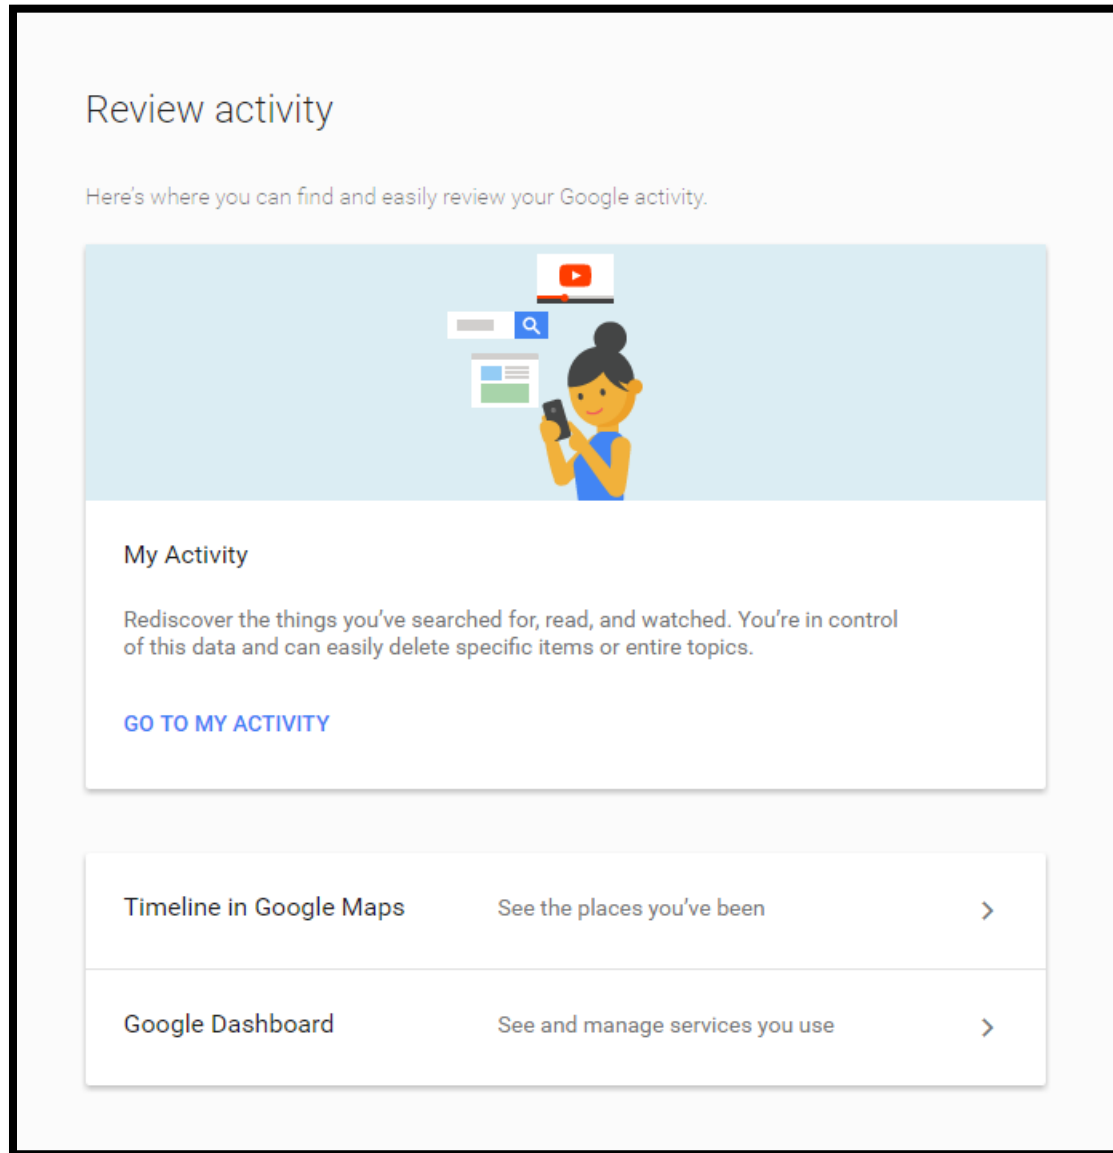 Review activity
Here's where you can find and easily review your Google activity.
My Activity
Rediscover the things you've searched for, read, and watched. You're in control
of this data and can easily delete specific items or entire topics.
GO TO MY ACTIVITY
Timeline in Google Maps See the places you've been
Google Dashboard See and manage services you use